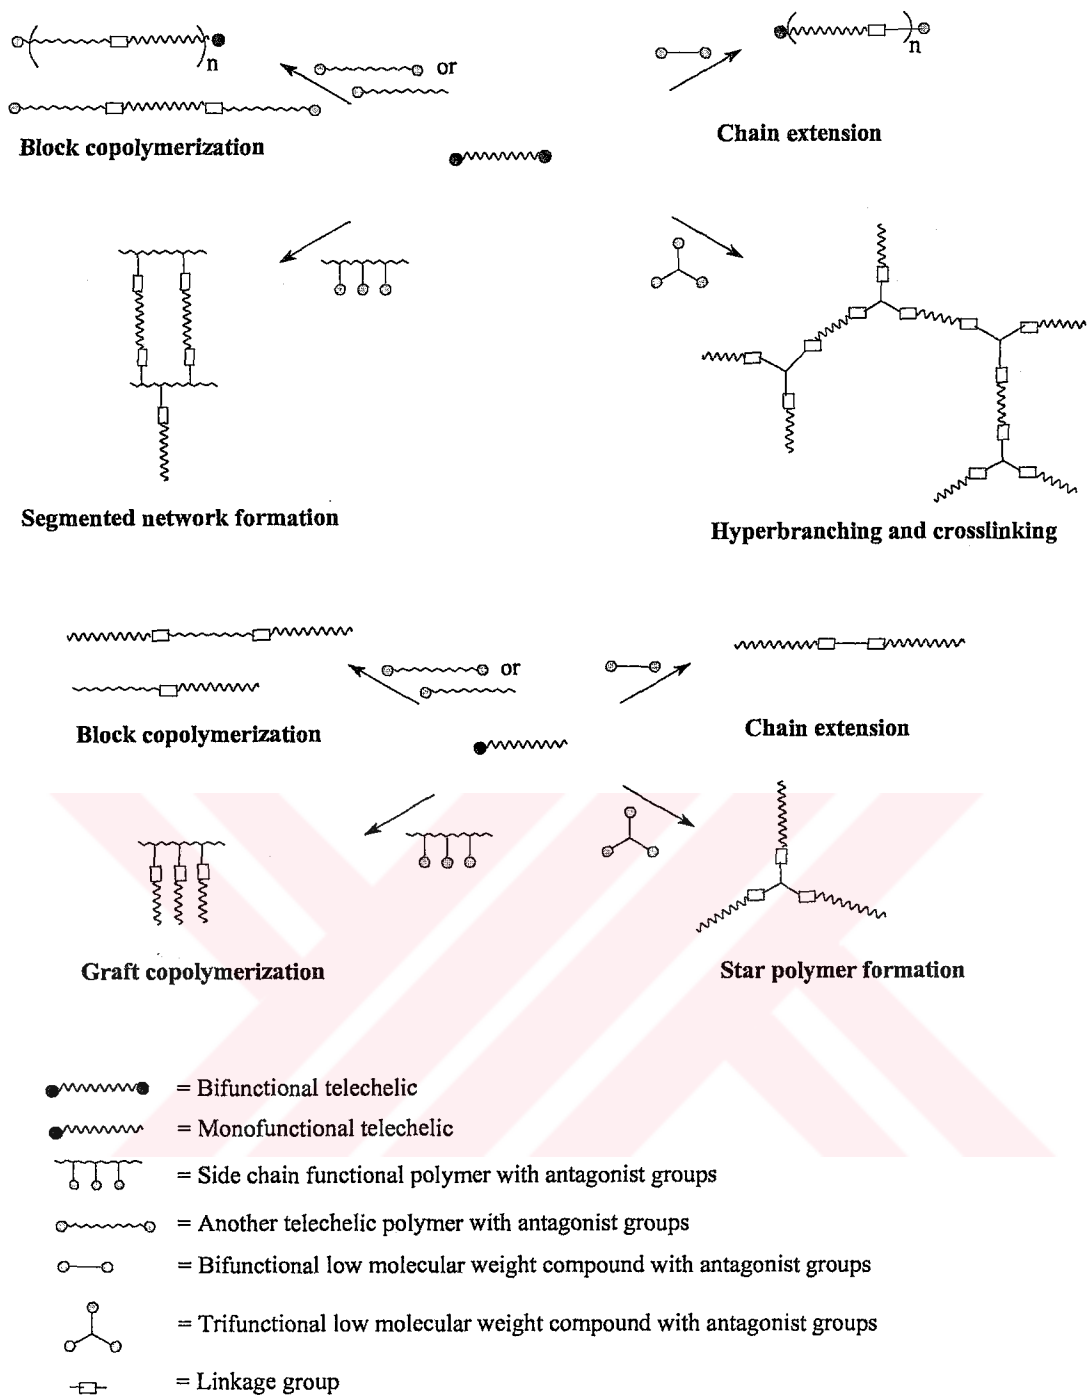 n
or
n
Block copolymerization
Chain extension
Segmented network formation
Hyperbranching and crosslinking
or
Block copolymerization
Chain extension
Graft copolymerization
Star polymer formation
= Bifunctional telechelic
= Monofunctional telechelic
= Side chain functional polymer with antagonist groups
= Another telechelic polymer with antagonist groups
= Bifunctional low molecular weight compound with antagonist groups
= Trifunctional low molecular weight compound with antagonist groups
= Linkage group